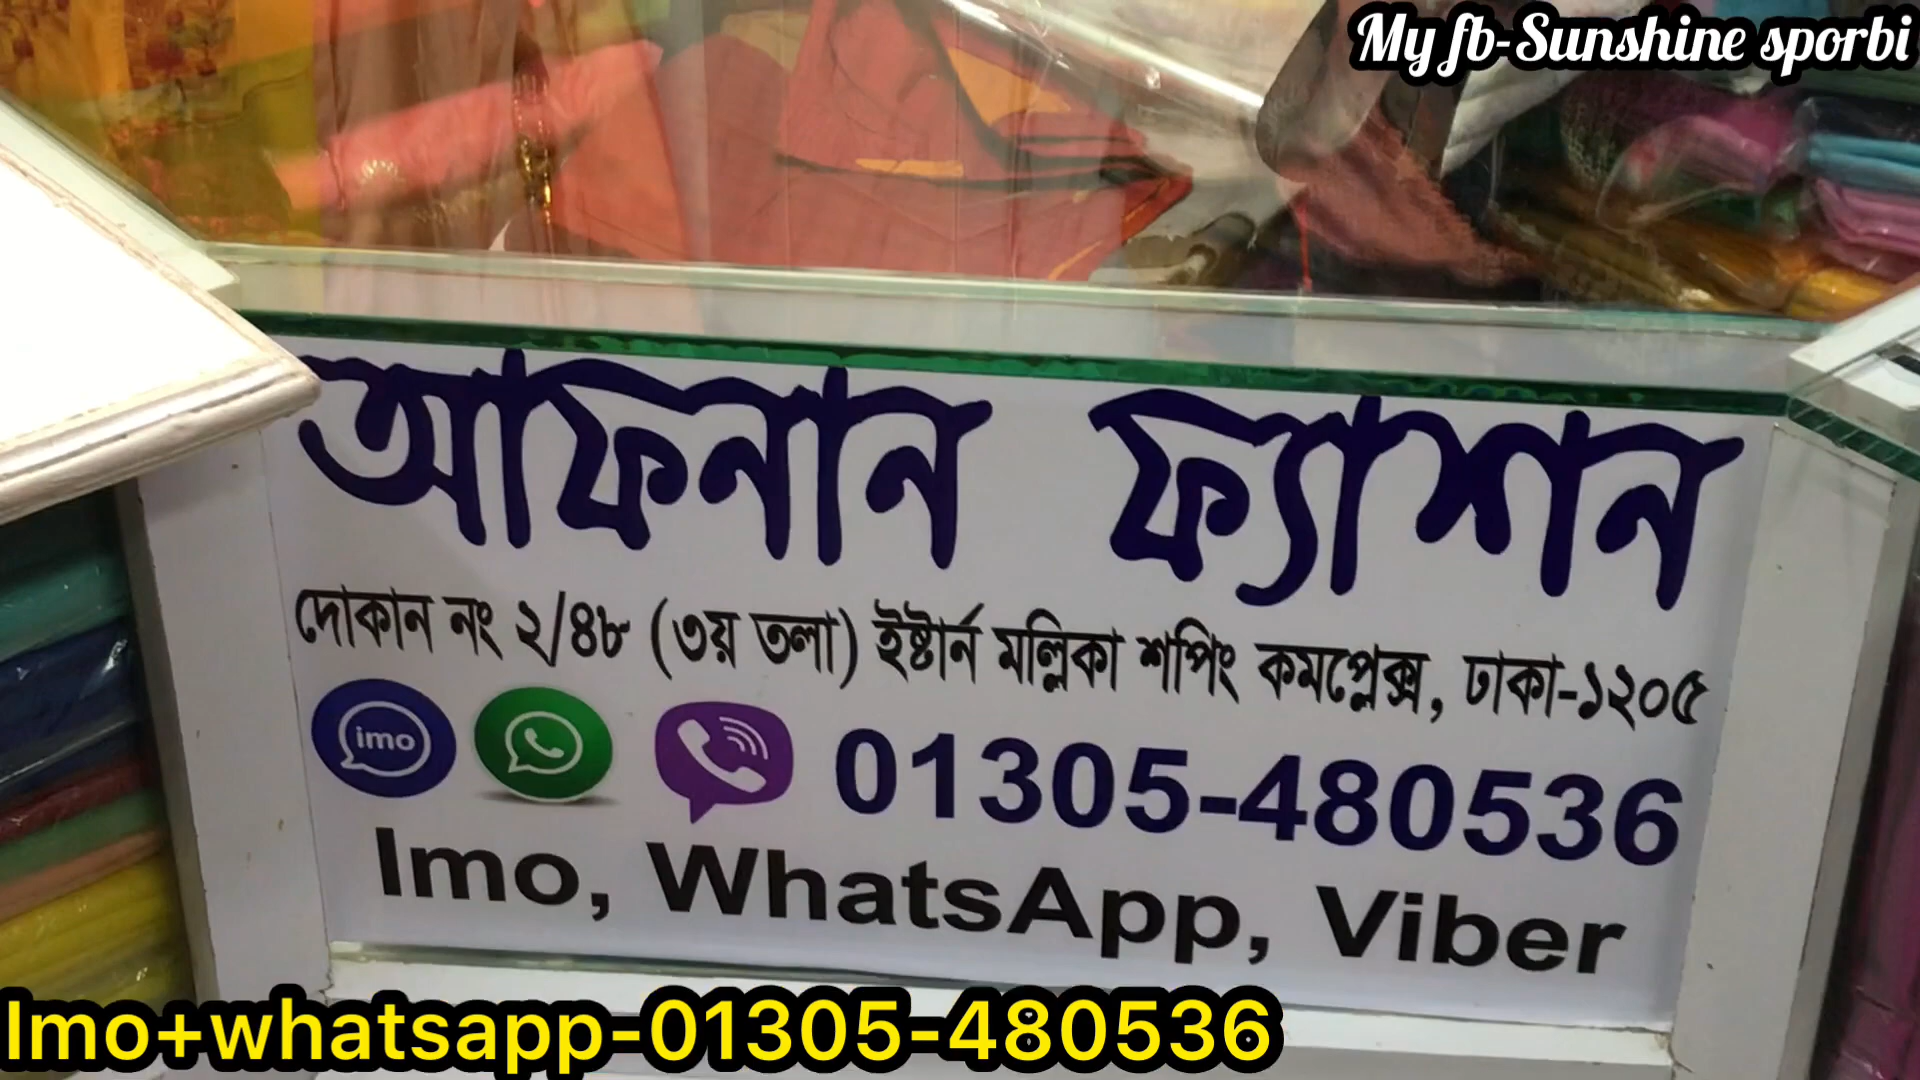 My fb-Sunshine sporbi
আফনান ফ্যাশন
দোকান নং ২/৪৮ (৩য় তলা) ইষ্টার্ন মল্লিকা শপিং কমপ্লেক্স, ঢাকা-১২০৫
imo 01305-480536
Imo, WhatsApp, Viber
Imo+whatsapp-01305-480536